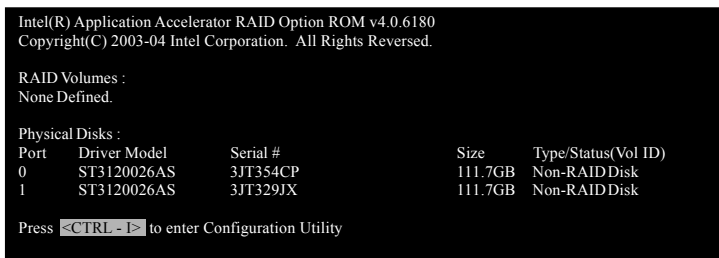 Intel(R) Application Accelerator RAID Option ROM v4.0.6180
Copyright(C) 2003-04 Intel Corporation. All Rights Reversed.
RAID Volumes :
None Defined.
Physical Disks :
Port Driver Model Serial # Size Type/Status(Vol ID)
0 ST3120026AS 3JT354CP 111.7GB Non-RAID Disk
1 ST3120026AS 3JT329JX 111.7GB Non-RAID Disk
Press <CTRL - I> to enter Configuration Utility